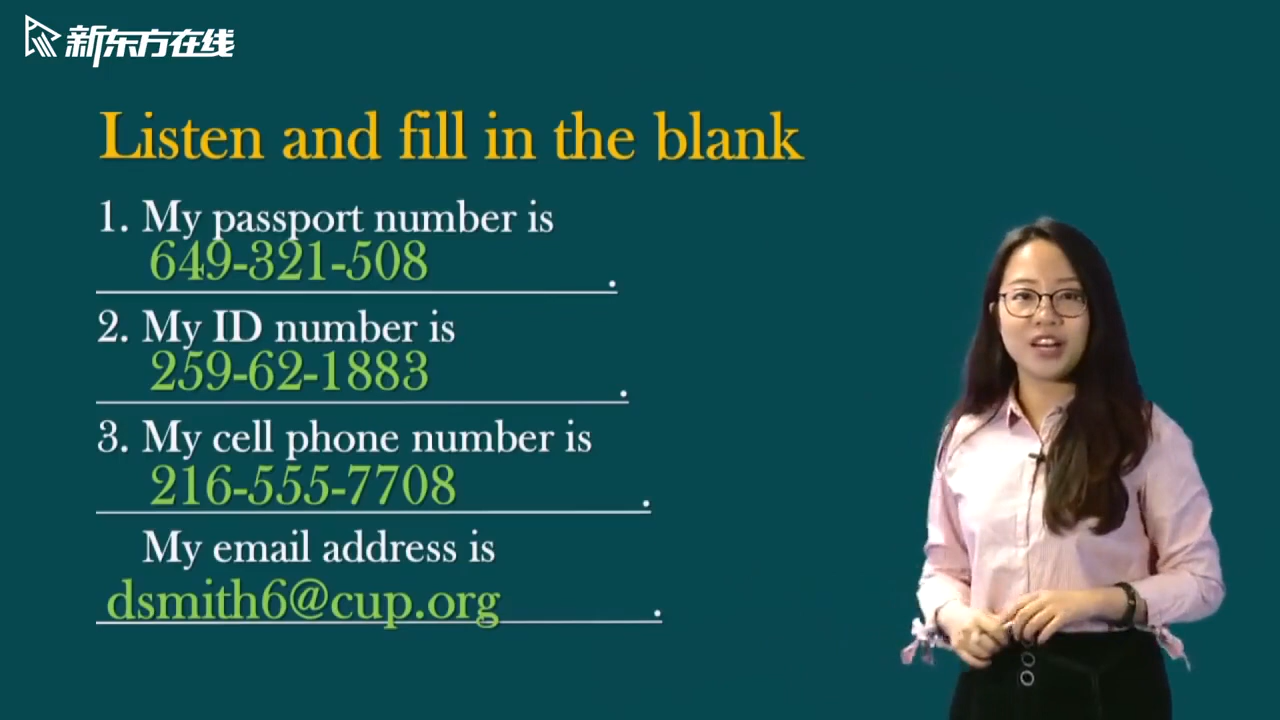 新东方在线
Listen and fill in the blank
1. My passport number is
649-321-508 .
2. My ID number is
259-62-1883 .
3. My cell phone number is
216-555-7708 .
My email address is
dsmith6@cup.org .